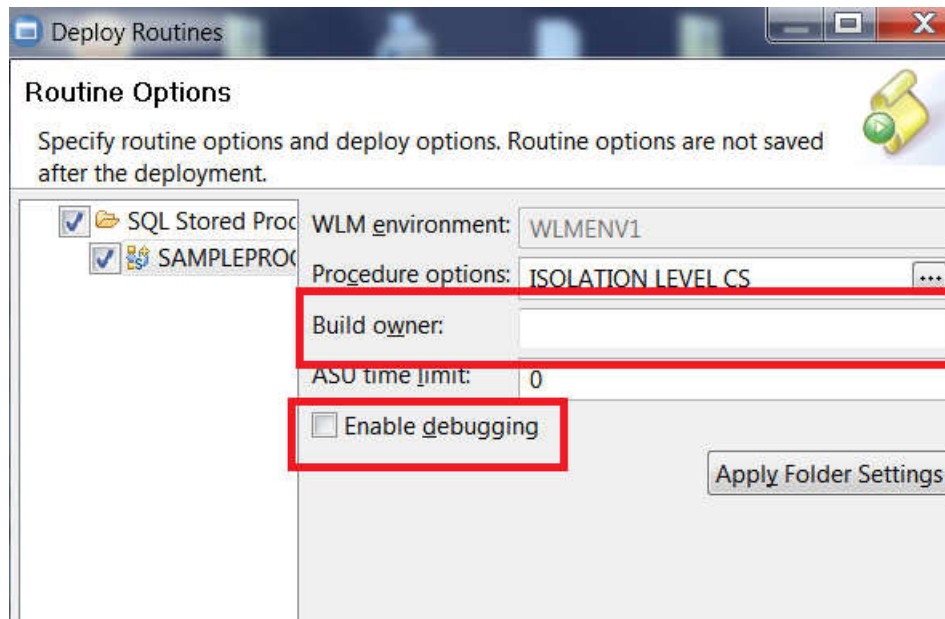 Deploy Routines
Routine Options
Specify routine options and deploy options. Routine options are not saved
after the deployment.
SQL Stored Proc
SAMPLEPRO
WLM environment: WLMENV1
Procedure options: ISOLATION LEVEL CS ...
Build owner:
ASU time limit: 0
Enable debugging
Apply Folder Settings